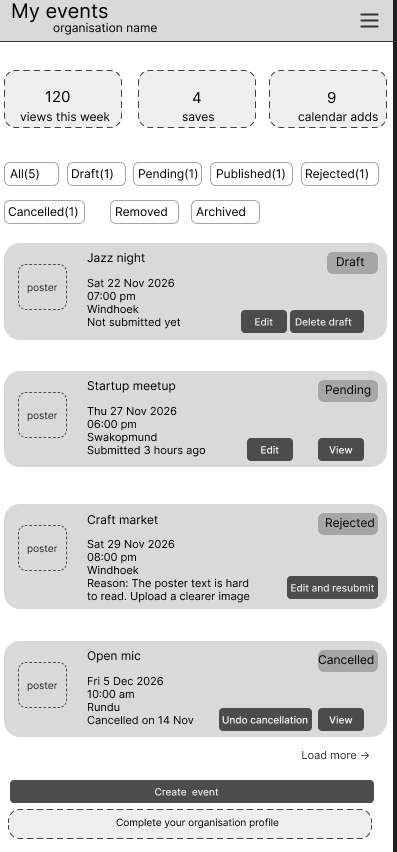 My events
organisation name
120
views this week
4
saves
9
calendar adds
All(5)
Draft(1)
Pending(1)
Published(1)
Rejected(1)
Cancelled(1)
Removed
Archived
Jazz night
Draft
poster
Sat 22 Nov 2026
07:00 pm
Windhoek
Not submitted yet
Edit
Delete draft
Startup meetup
Pending
poster
Thu 27 Nov 2026
06:00 pm
Swakopmund
Submitted 3 hours ago
Edit
View
Craft market
Rejected
poster
Sat 29 Nov 2026
08:00 pm
Windhoek
Reason: The poster text is hard
to read. Upload a clearer image
Edit and resubmit
Open mic
Cancelled
poster
Fri 5 Dec 2026
10:00 am
Rundu
Cancelled on 14 Nov
Undo cancellation
View
Load more →
Create event
Complete your organisation profile